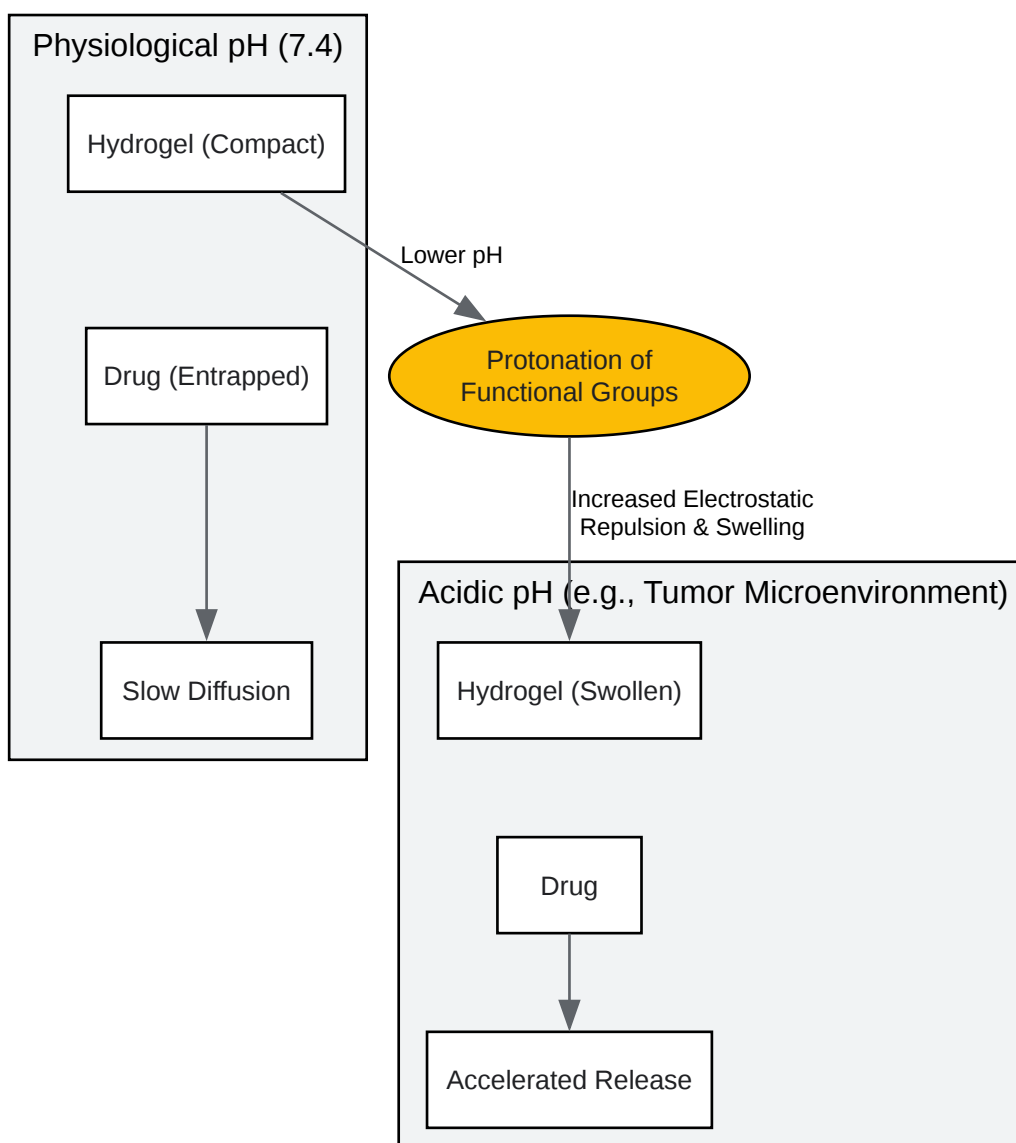 Physiological pH (7.4)
Hydrogel (Compact)
Lower pH
Drug (Entrapped)
Protonation of
Functional Groups
Increased Electrostatic
Repulsion & Swelling
Slow Diffusion
Acidic pH (e.g., Tumor Microenvironment)
Hydrogel (Swollen)
Drug
Accelerated Release